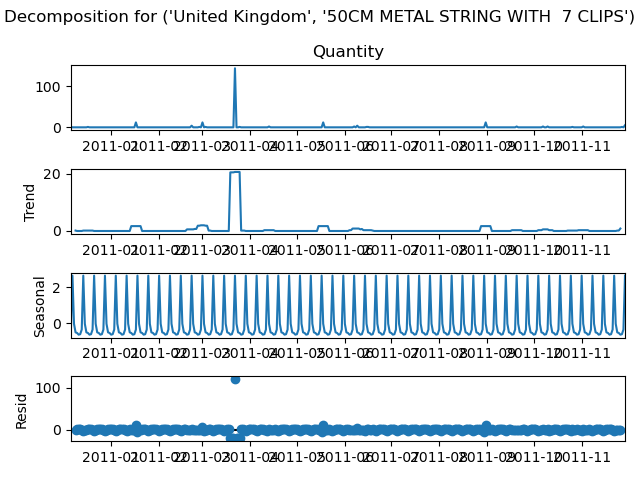 Decomposition for ('United Kingdom', '50CM METAL STRING WITH  7 CLIPS')
Quantity
100
0
2011-01 2011-02 2011-03 2011-04 2011-05 2011-06 2011-07 2011-08 2011-09 2011-10 2011-11
20
0
Trend
2011-01 2011-02 2011-03 2011-04 2011-05 2011-06 2011-07 2011-08 2011-09 2011-10 2011-11
2
0
Seasonal
2011-01 2011-02 2011-03 2011-04 2011-05 2011-06 2011-07 2011-08 2011-09 2011-10 2011-11
100
0
Resid
2011-01 2011-02 2011-03 2011-04 2011-05 2011-06 2011-07 2011-08 2011-09 2011-10 2011-11